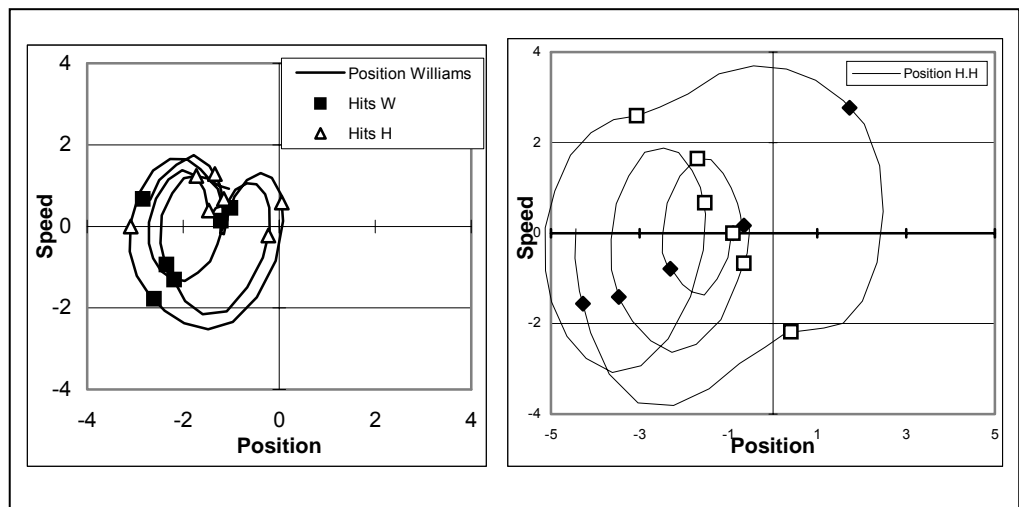 4
2
0
-2
-4
-4
-2
0
2
4
Speed
Position
Position Williams
Hits W
Hits H
4
2
0
-2
-4
-5
-3
-1
1
3
5
Speed
Position
Position H.H